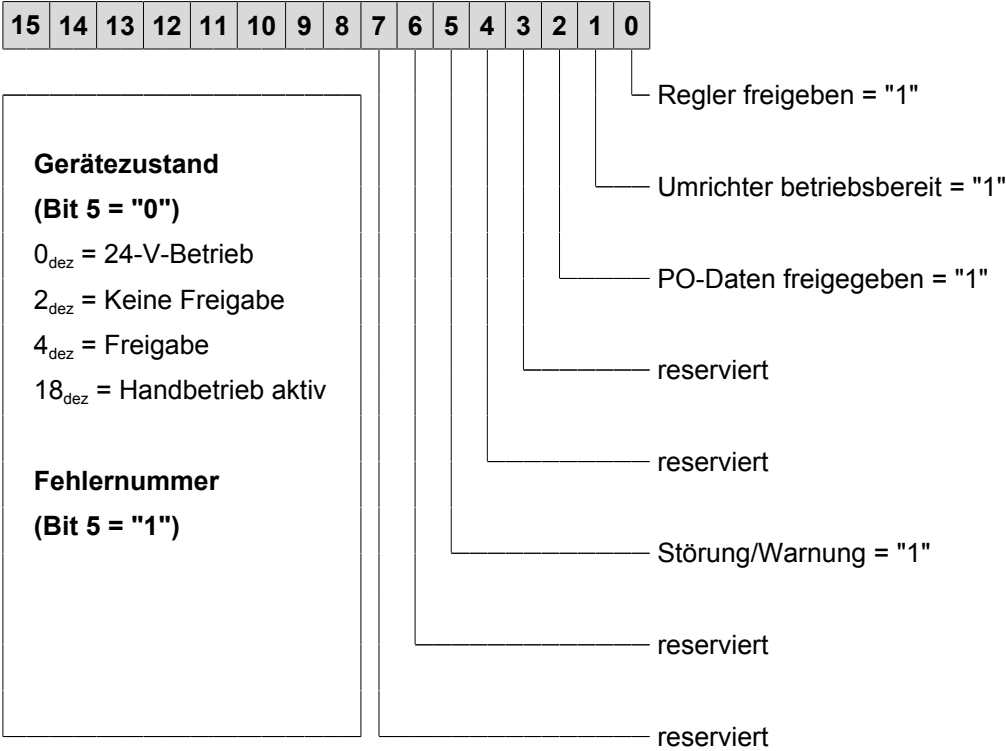 15 14 13 12 11 10 9 8 7 6 5 4 3 2 1 0
Regler freigeben = "1"
Umrichter betriebsbereit = "1"
PO-Daten freigegeben = "1"
reserviert
reserviert
Störung/Warnung = "1"
reserviert
reserviert
Gerätezustand
(Bit 5 = "0")
0dez = 24-V-Betrieb
2dez = Keine Freigabe
4dez = Freigabe
18dez = Handbetrieb aktiv
Fehlernummer
(Bit 5 = "1")